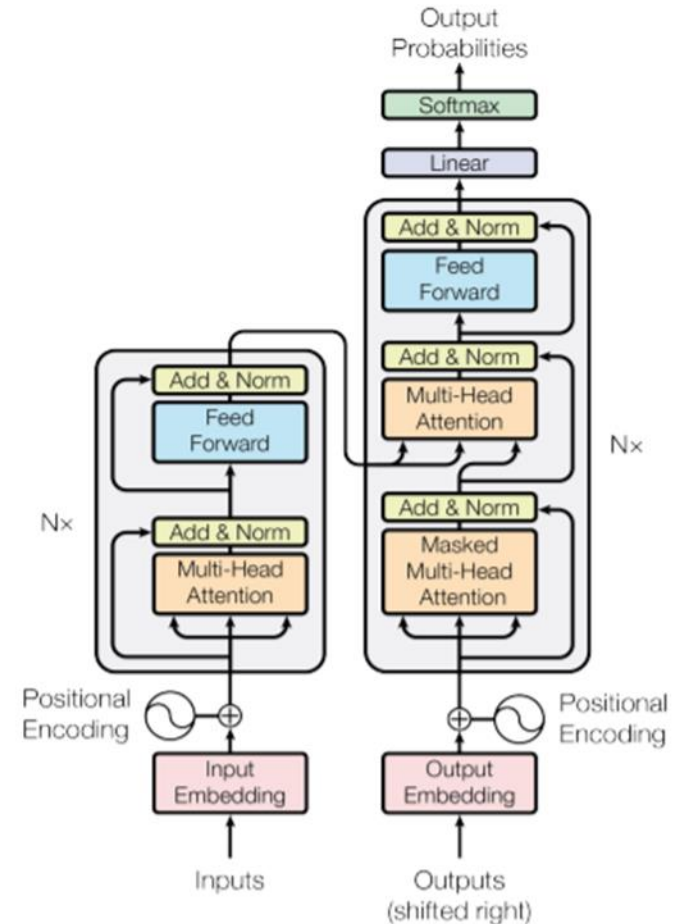 Output
Probabilities
Softmax
Linear
Add & Norm
Feed
Forward
Add & Norm
Multi-Head
Attention
Add & Norm
Masked
Multi-Head
Attention
Nx
Add & Norm
Feed
Forward
Add & Norm
Multi-Head
Attention
N×
Positional
Encoding
Positional
Encoding
Input
Embedding
Output
Embedding
Inputs
Outputs
(shifted right)